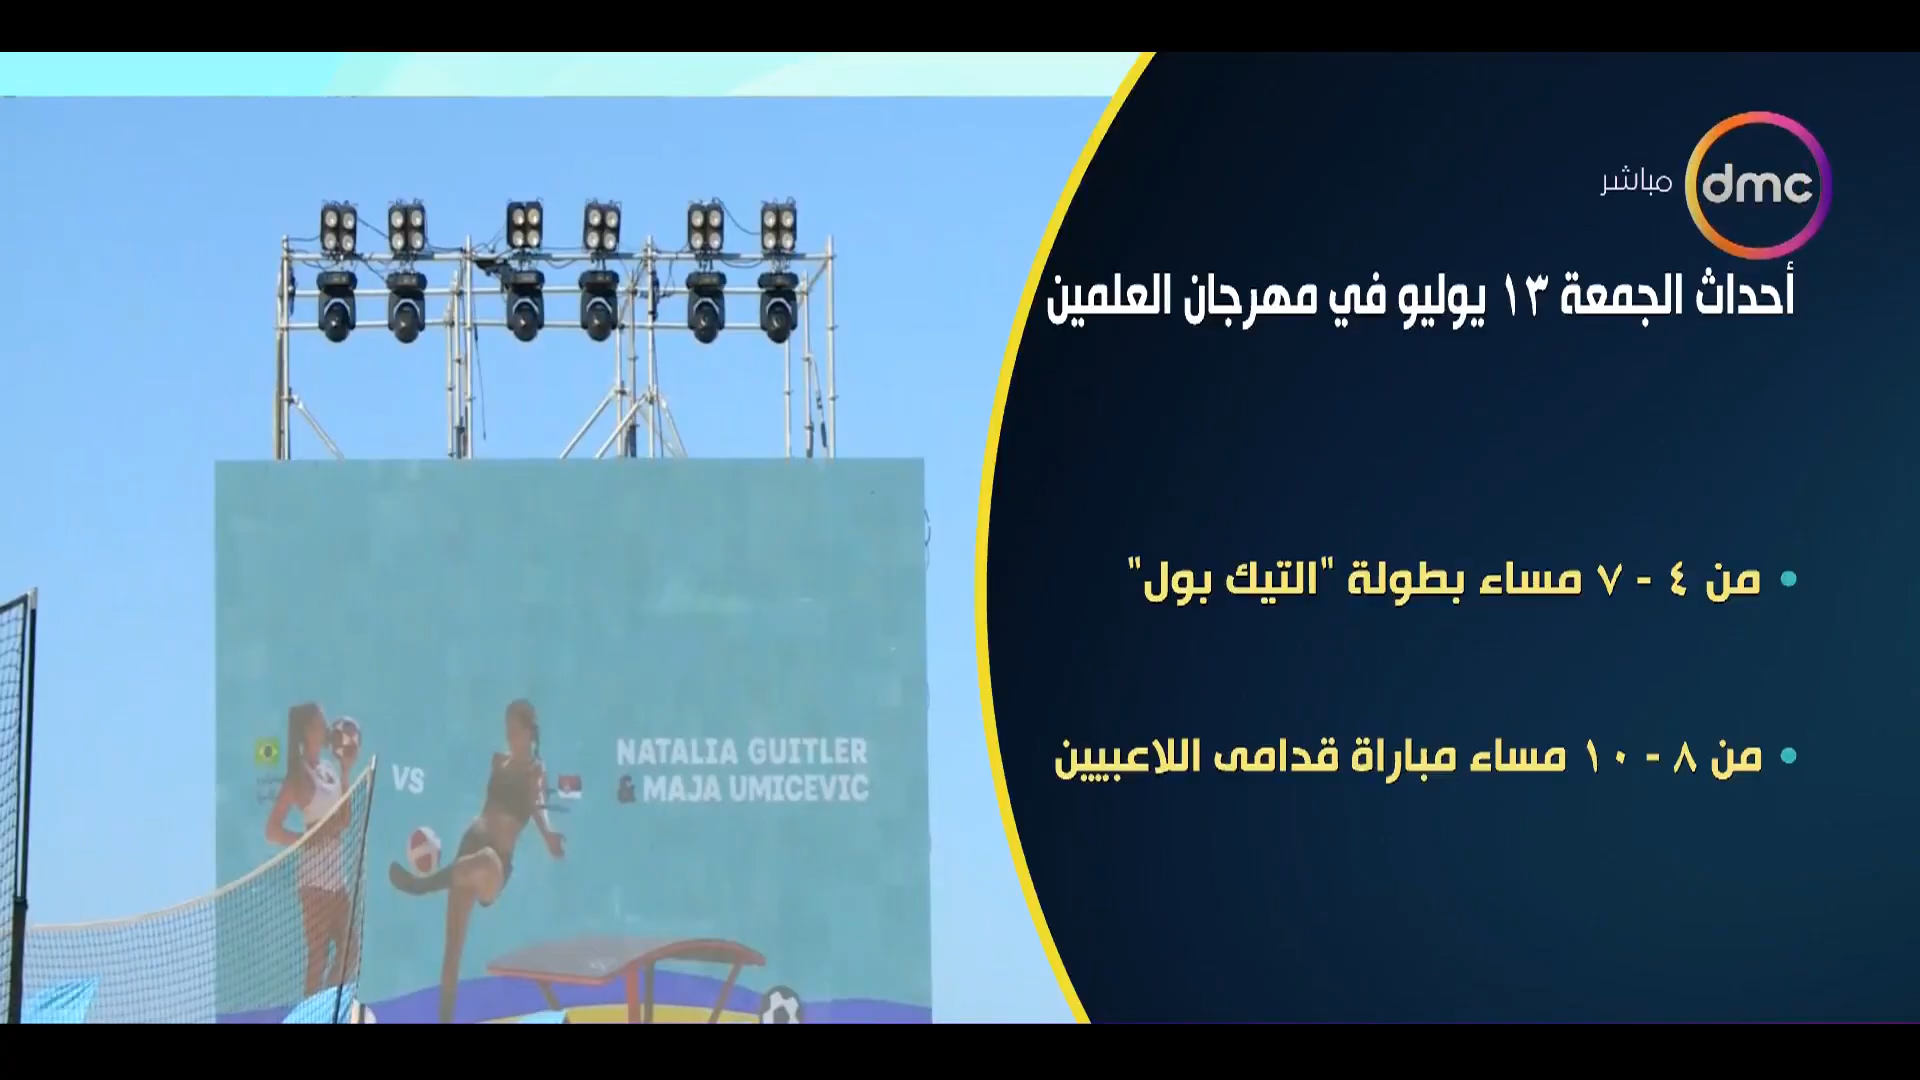 dmc
مباشر
أحداث الجمعة ١٣ يوليو في مهرجان العلمين
من ٤ - ٧ مساء بطولة "التيك بول"
من ٨ - ١٠ مساء مباراة قدامى اللاعبيين
VS
NATALIA GUITLER
& MAJA UMICEVIC